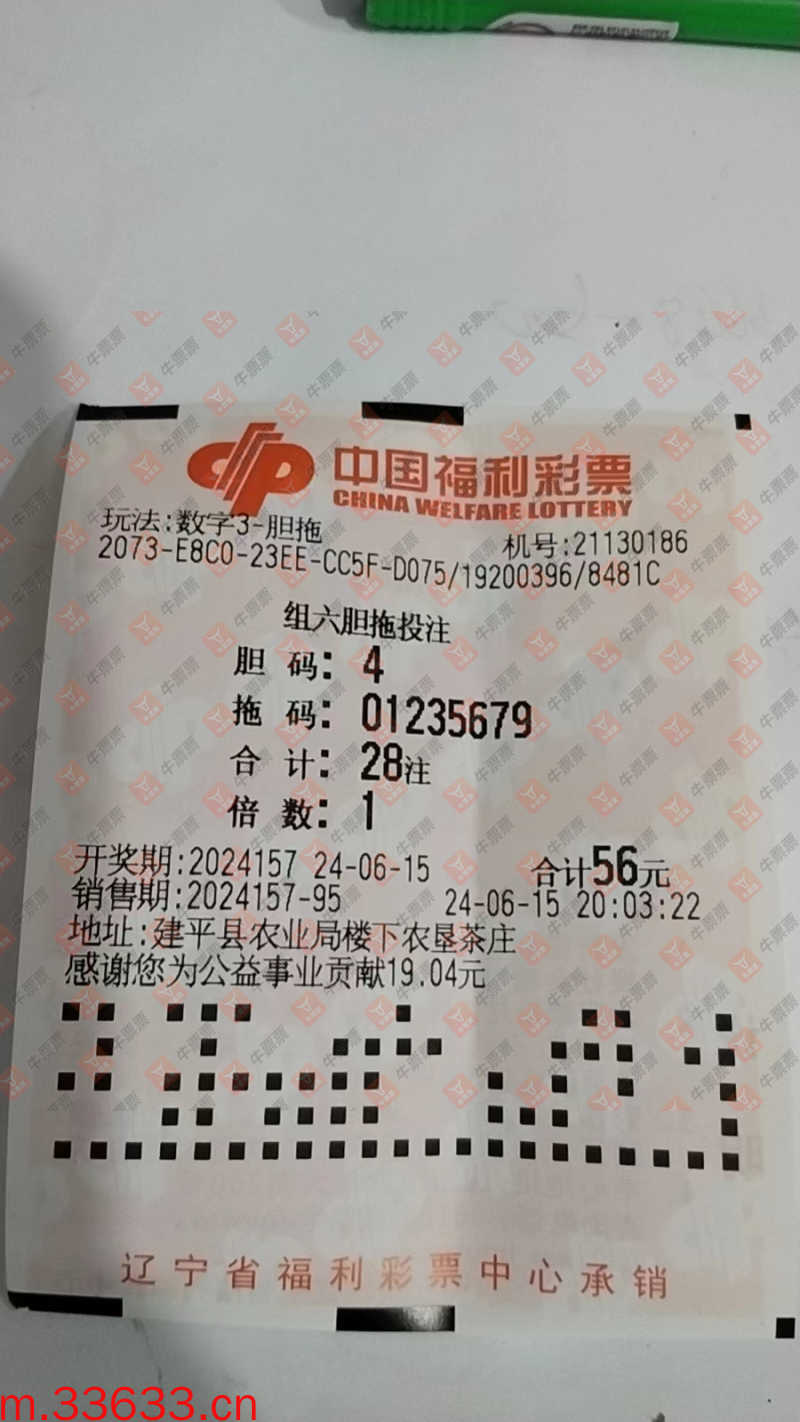 中国福利彩票
CHINA WELFARE LOTTERY
玩法:数字3-胆拖 机号:21130186
2073-E8C0-23EE-CC5F-D075/19200396/8481C
组六胆拖投注
胆 码: 4
拖 码: 01235679
合 计: 28注
倍 数: 1
开奖期:2024157 24-06-15 合计56元
销售期:2024157-95 24-06-15 20:03:22
地址:建平县农业局楼下农垦茶庄
感谢您为公益事业贡献19.04元
辽宁省福利彩票中心承销
m.33633.cn